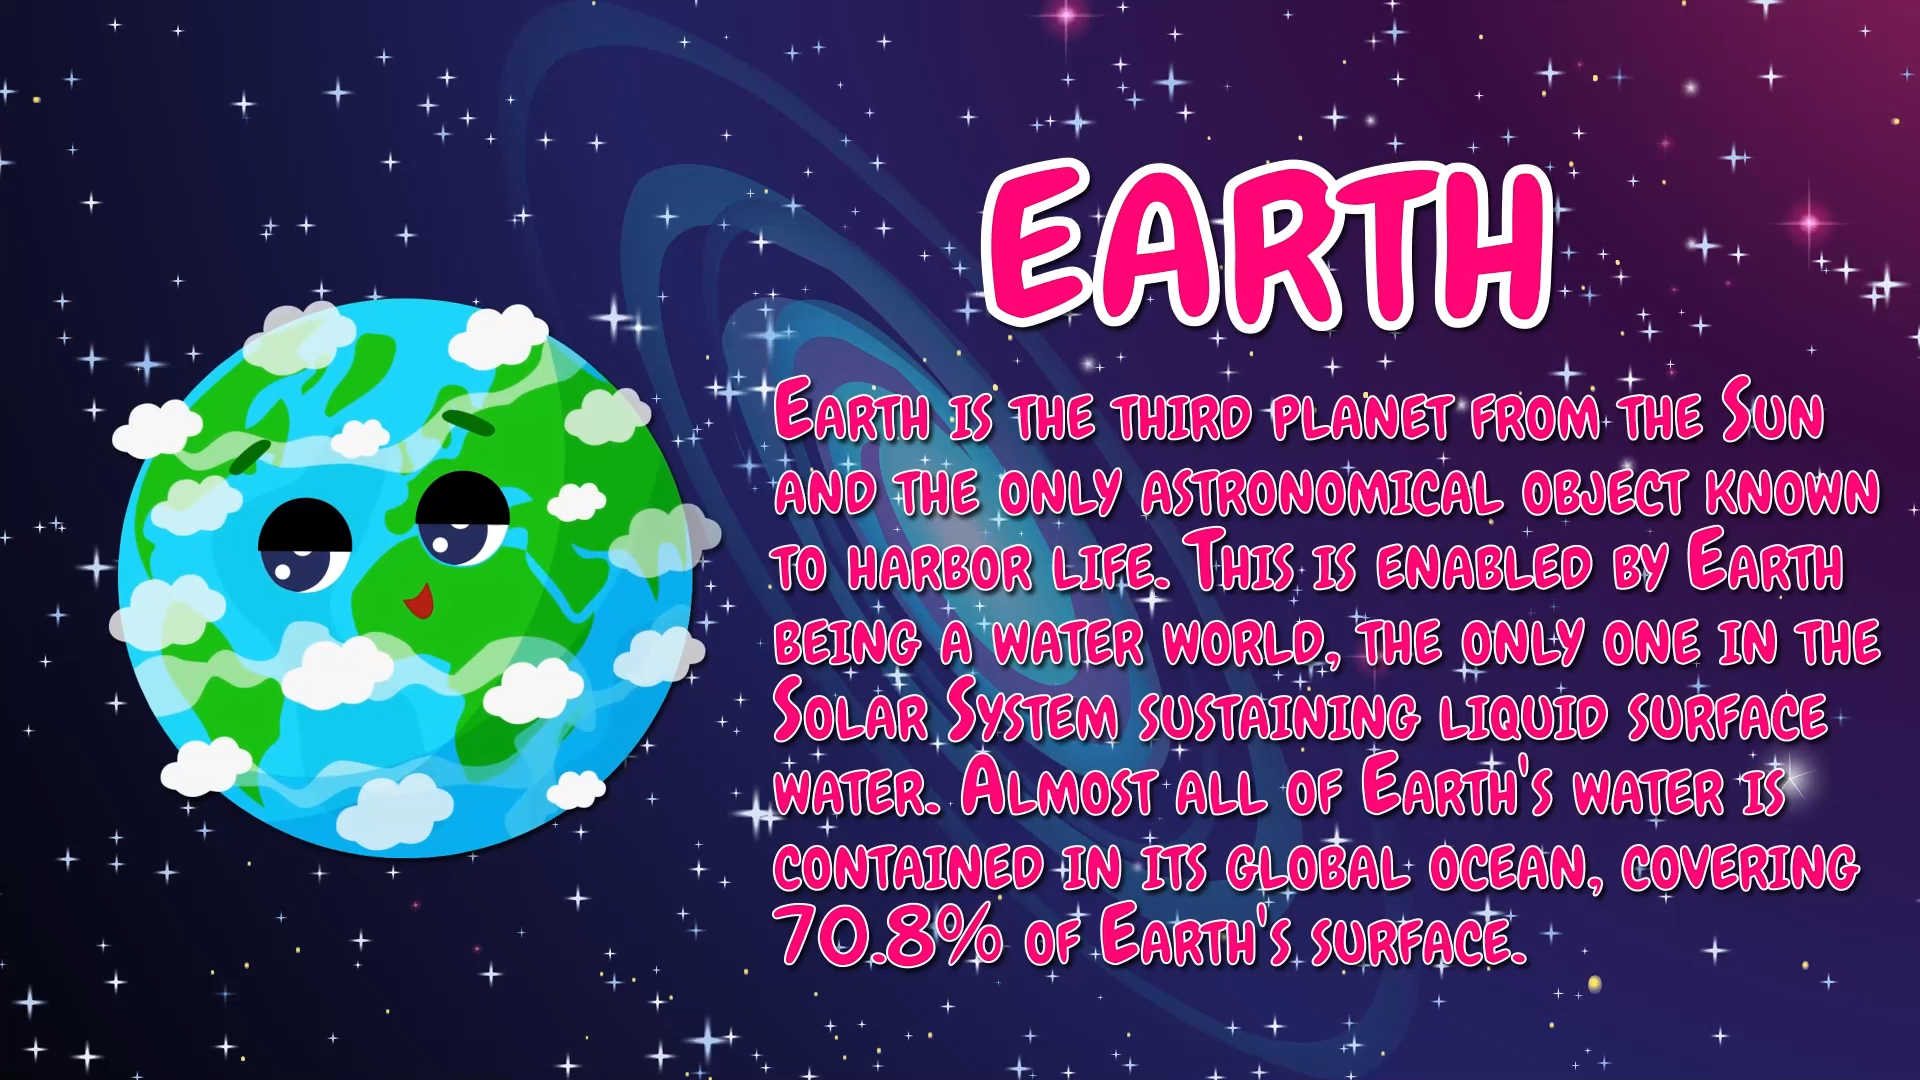 EARTH
Earth is the third planet from the Sun
and the only astronomical object known
to harbor life. This is enabled by Earth
being a water world, the only one in the
Solar System sustaining liquid surface
water. Almost all of Earth's water is
contained in its global ocean, covering
70.8% of Earth's surface.